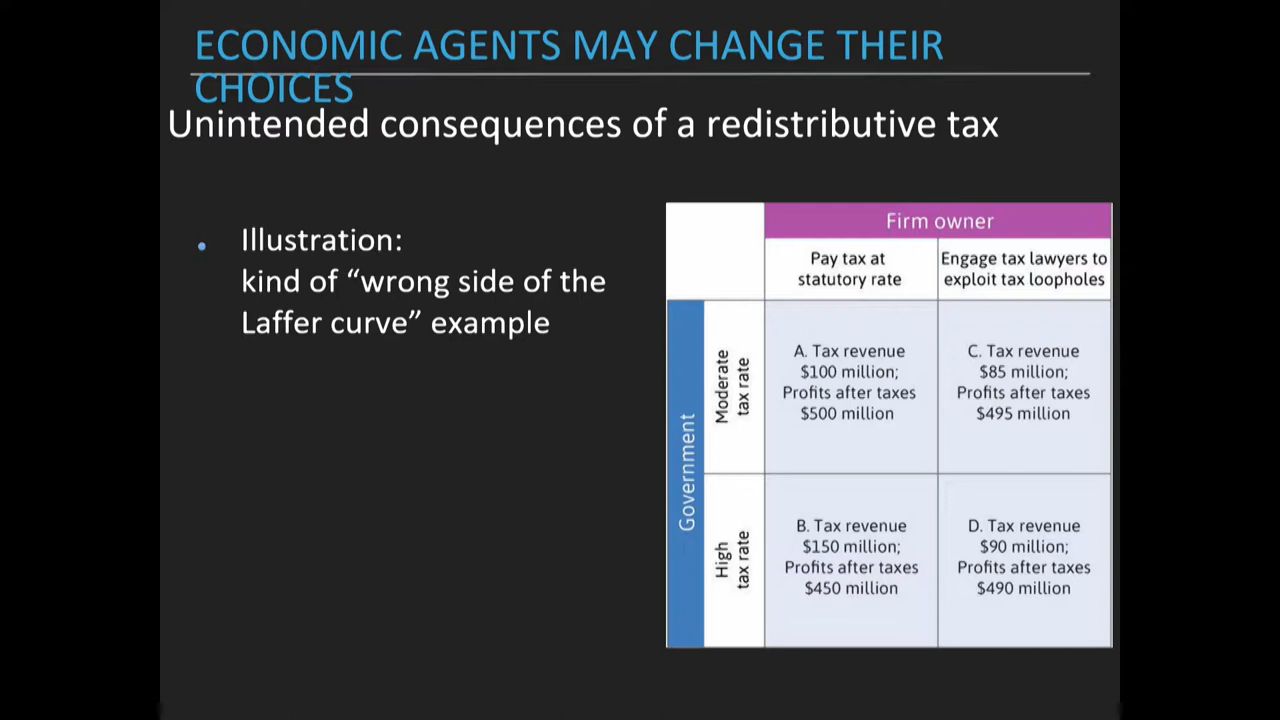 ECONOMIC AGENTS MAY CHANGE THEIR
CHOICES
Unintended consequences of a redistributive tax
Illustration:
kind of “wrong side of the
Laffer curve” example
Firm owner
Pay tax at
statutory rate
Engage tax lawyers to
exploit tax loopholes
Government
Moderate
tax rate
A. Tax revenue
$100 million;
Profits after taxes
$500 million
C. Tax revenue
$85 million;
Profits after taxes
$495 million
High
tax rate
B. Tax revenue
$150 million;
Profits after taxes
$450 million
D. Tax revenue
$90 million;
Profits after taxes
$490 million